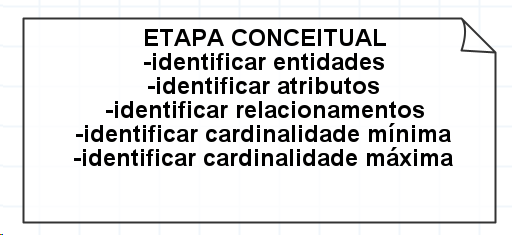 ETAPA CONCEITUAL
-identificar entidades
-identificar atributos
-identificar relacionamentos
-identificar cardinalidade mínima
-identificar cardinalidade máxima